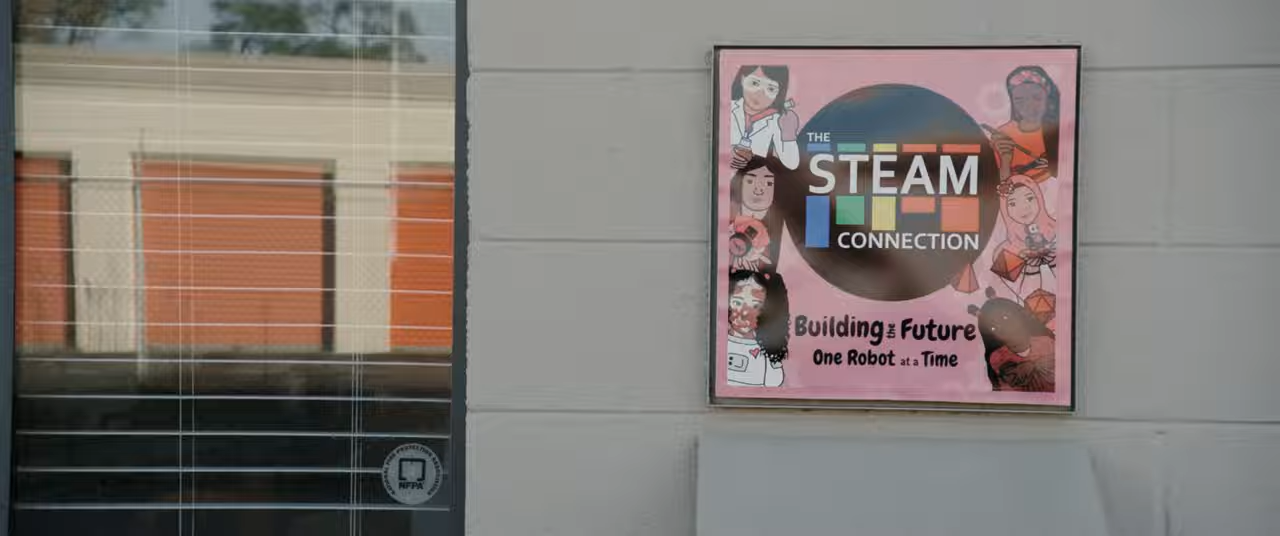 THE
STEAM
CONNECTION
Building the Future
One Robot at a Time
NFPA